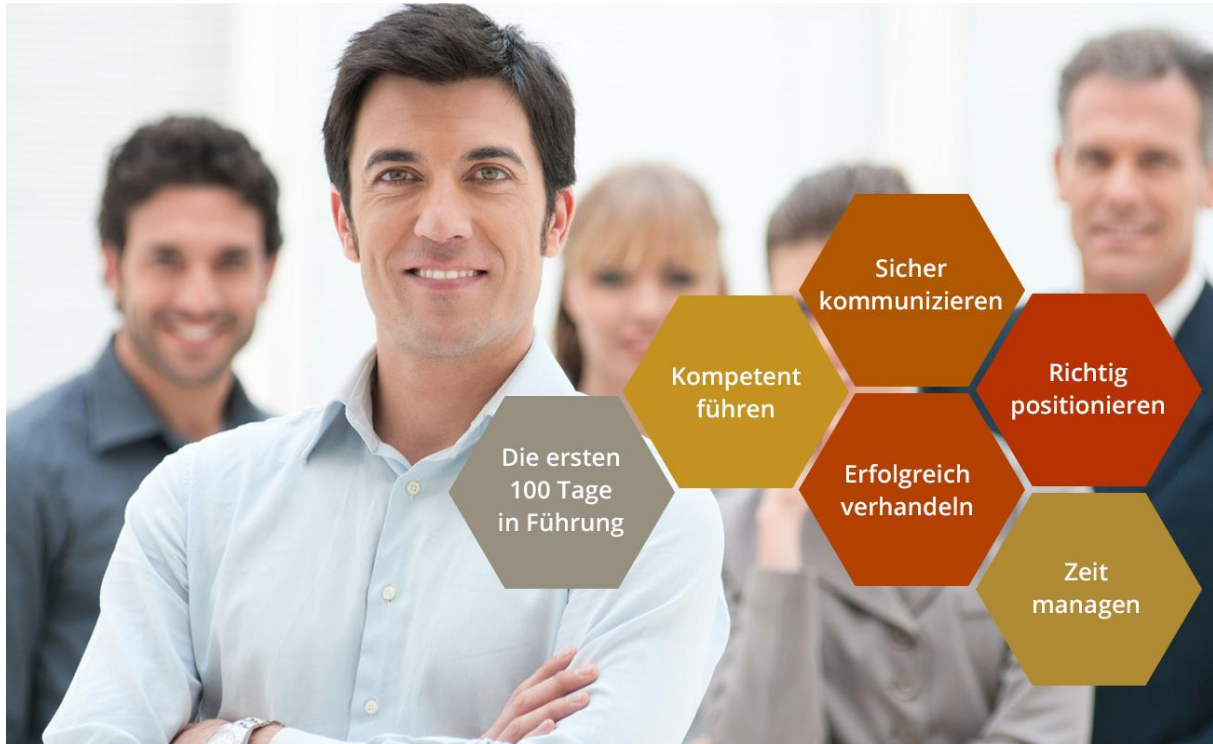 Die ersten
100 Tage
in Führung
Kompetent
führen
Sicher
kommunizieren
Erfolgreich
verhandeln
Richtig
positionieren
Zeit
managen